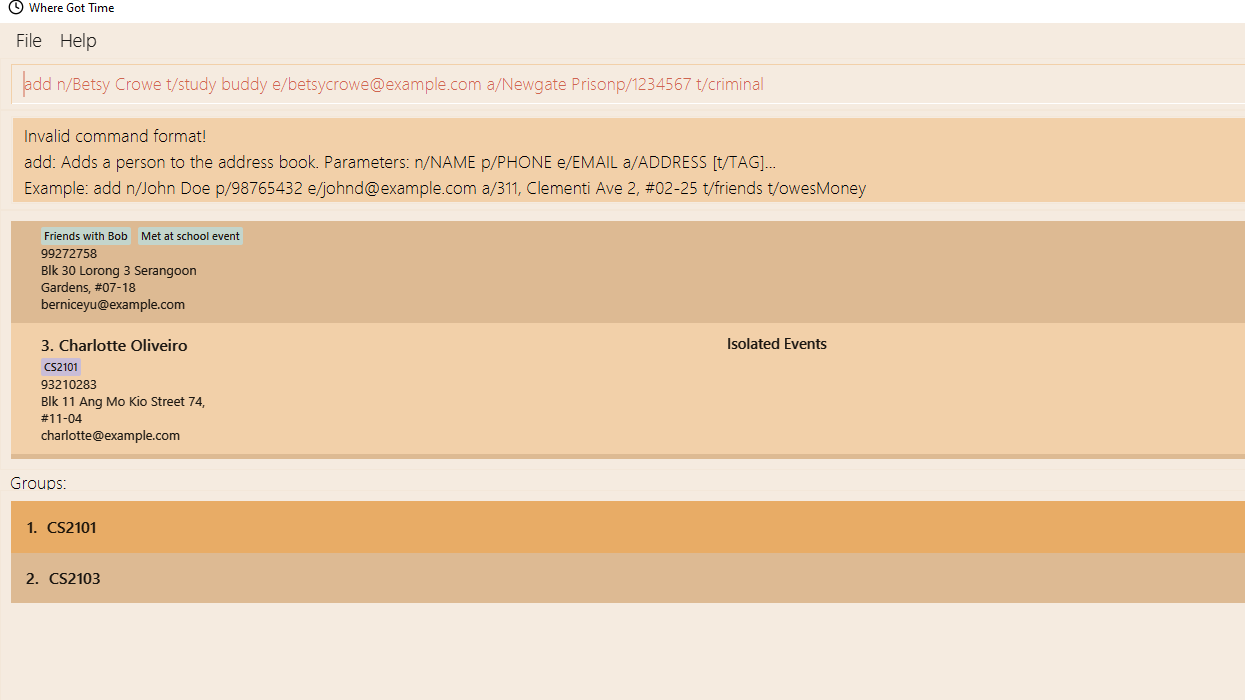 Where Got Time
File Help
add n/Betsy Crowe t/study buddy e/betsycrowe@example.com a/Newgate Prisonp/1234567 t/criminal
Invalid command format!
add: Adds a person to the address book. Parameters: n/NAME p/PHONE e/EMAIL a/ADDRESS [t/TAG]...
Example: add n/John Doe p/98765432 e/johnd@example.com a/311, Clementi Ave 2, #02-25 t/friends t/owesMoney
Friends with Bob Met at school event
99272758
Blk 30 Lorong 3 Serangoon
Gardens, #07-18
berniceyu@example.com
3. Charlotte Oliveiro Isolated Events
CS2101
93210283
Blk 11 Ang Mo Kio Street 74,
#11-04
charlotte@example.com
Groups:
1. CS2101
2. CS2103